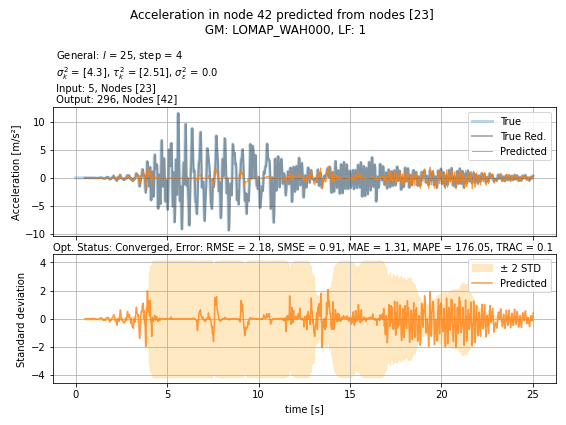 Acceleration in node 42 predicted from nodes [23]
GM: LOMAP_WAH000, LF: 1
General: l = 25, step = 4
σ²ₖ = [4.3], τ²ₖ = [2.51], σ²ε = 0.0
Input: 5, Nodes [23]
Output: 296, Nodes [42]
Acceleration [m/s²]
10
5
0
−5
−10
True
True Red.
Predicted
Opt. Status: Converged, Error: RMSE = 2.18, SMSE = 0.91, MAE = 1.31, MAPE = 176.05, TRAC = 0.1
Standard deviation
4
2
0
−2
−4
± 2 STD
Predicted
0 5 10 15 20 25
time [s]